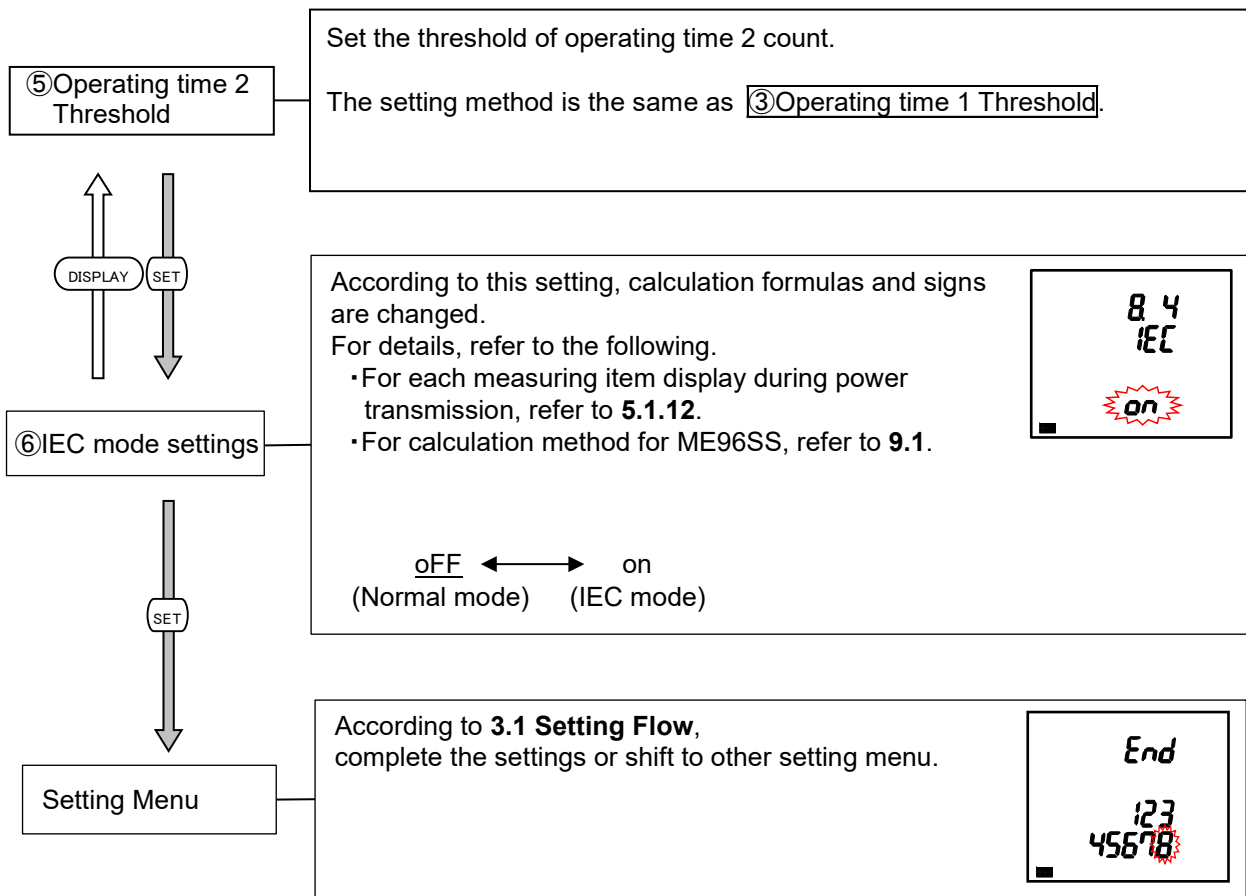 Set the threshold of operating time 2 count.
⑤Operating time 2
Threshold
The setting method is the same as ③Operating time 1 Threshold.
DISPLAY
SET
According to this setting, calculation formulas and signs
are changed.
For details, refer to the following.
・For each measuring item display during power
transmission, refer to 5.1.12.
・For calculation method for ME96SS, refer to 9.1.
8.4
IEC
on
⑥IEC mode settings
oFF ◄──► on
(Normal mode) (IEC mode)
SET
According to 3.1 Setting Flow,
complete the settings or shift to other setting menu.
Setting Menu
End
123
45678